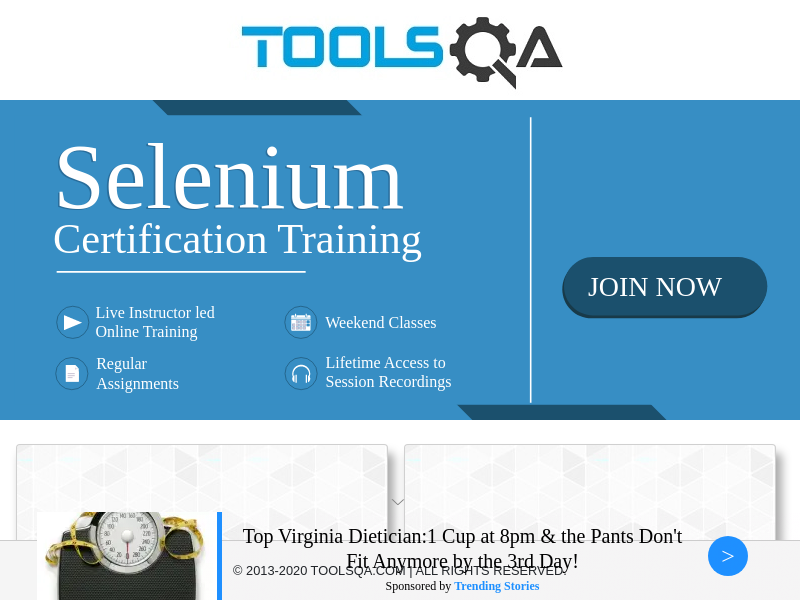 TOOLSQA
Selenium
Certification Training
JOIN NOW
Live Instructor led
Online Training
Weekend Classes
Regular
Assignments
Lifetime Access to
Session Recordings
Top Virginia Dietician:1 Cup at 8pm & the Pants Don't
Fit Anymore by the 3rd Day!
>
© 2013-2020 TOOLSQA.COM | ALL RIGHTS RESERVED.
Sponsored by Trending Stories